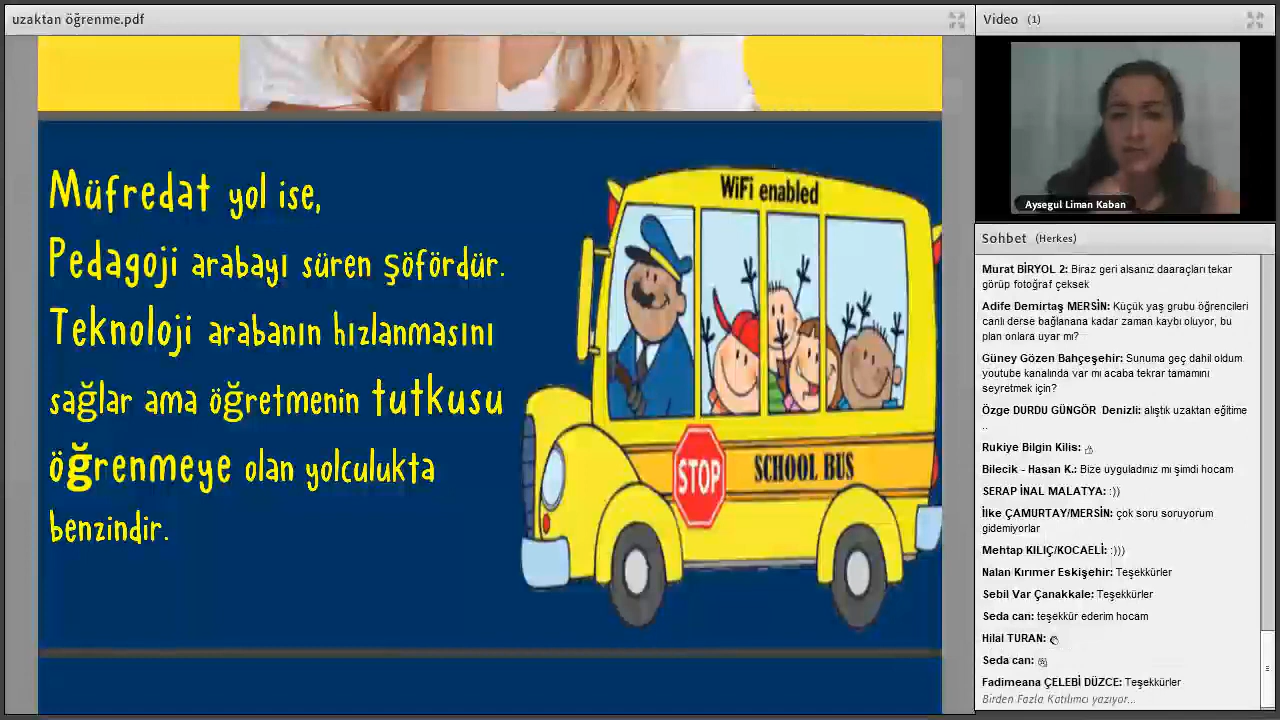 uzaktan öğrenme.pdf
Müfredat yol ise,
Pedagoji arabayı süren şöfördür.
Teknoloji arabanın hızlanmasını
sağlar ama öğretmenin tutkusu
öğrenmeye olan yolculukta
benzindir.
WiFi enabled
STOP
SCHOOL BUS
Video (1)
Aysegul Liman Kaban
Sohbet (Herkes)
Murat BİRYOL 2: Biraz geri alsanız daaraçları tekar
görüp fotoğraf çeksek
Adife Demirtaş MERSİN: Küçük yaş grubu öğrencileri
canlı derse bağlanana kadar zaman kaybı oluyor, bu
plan onlara uyar mı?
Güney Gözen Bahçeşehir: Sunuma geç dahil oldum
youtube kanalında var mı acaba tekrar tamamını
seyretmek için?
Özge DURDU GÜNGÖR Denizli: alıştık uzaktan eğitime
..
Rukiye Bilgin Kilis:
Bilecik - Hasan K.: Bize uyguladınız mı şimdi hocam
SERAP İNAL MALATYA: :))
İlke ÇAMURTAY/MERSİN: çok soru soruyorum
gidemiyorlar
Mehtap KILIÇ/KOCAELİ: :)))
Nalan Kırımer Eskişehir: Teşekkürler
Sebil Var Çanakkale: Teşekkürler
Seda can: teşekkür ederim hocam
Hilal TURAN:
Seda can:
Fadimeana ÇELEBİ DÜZCE: Teşekkürler
Birden Fazla Katılımcı yazıyor...